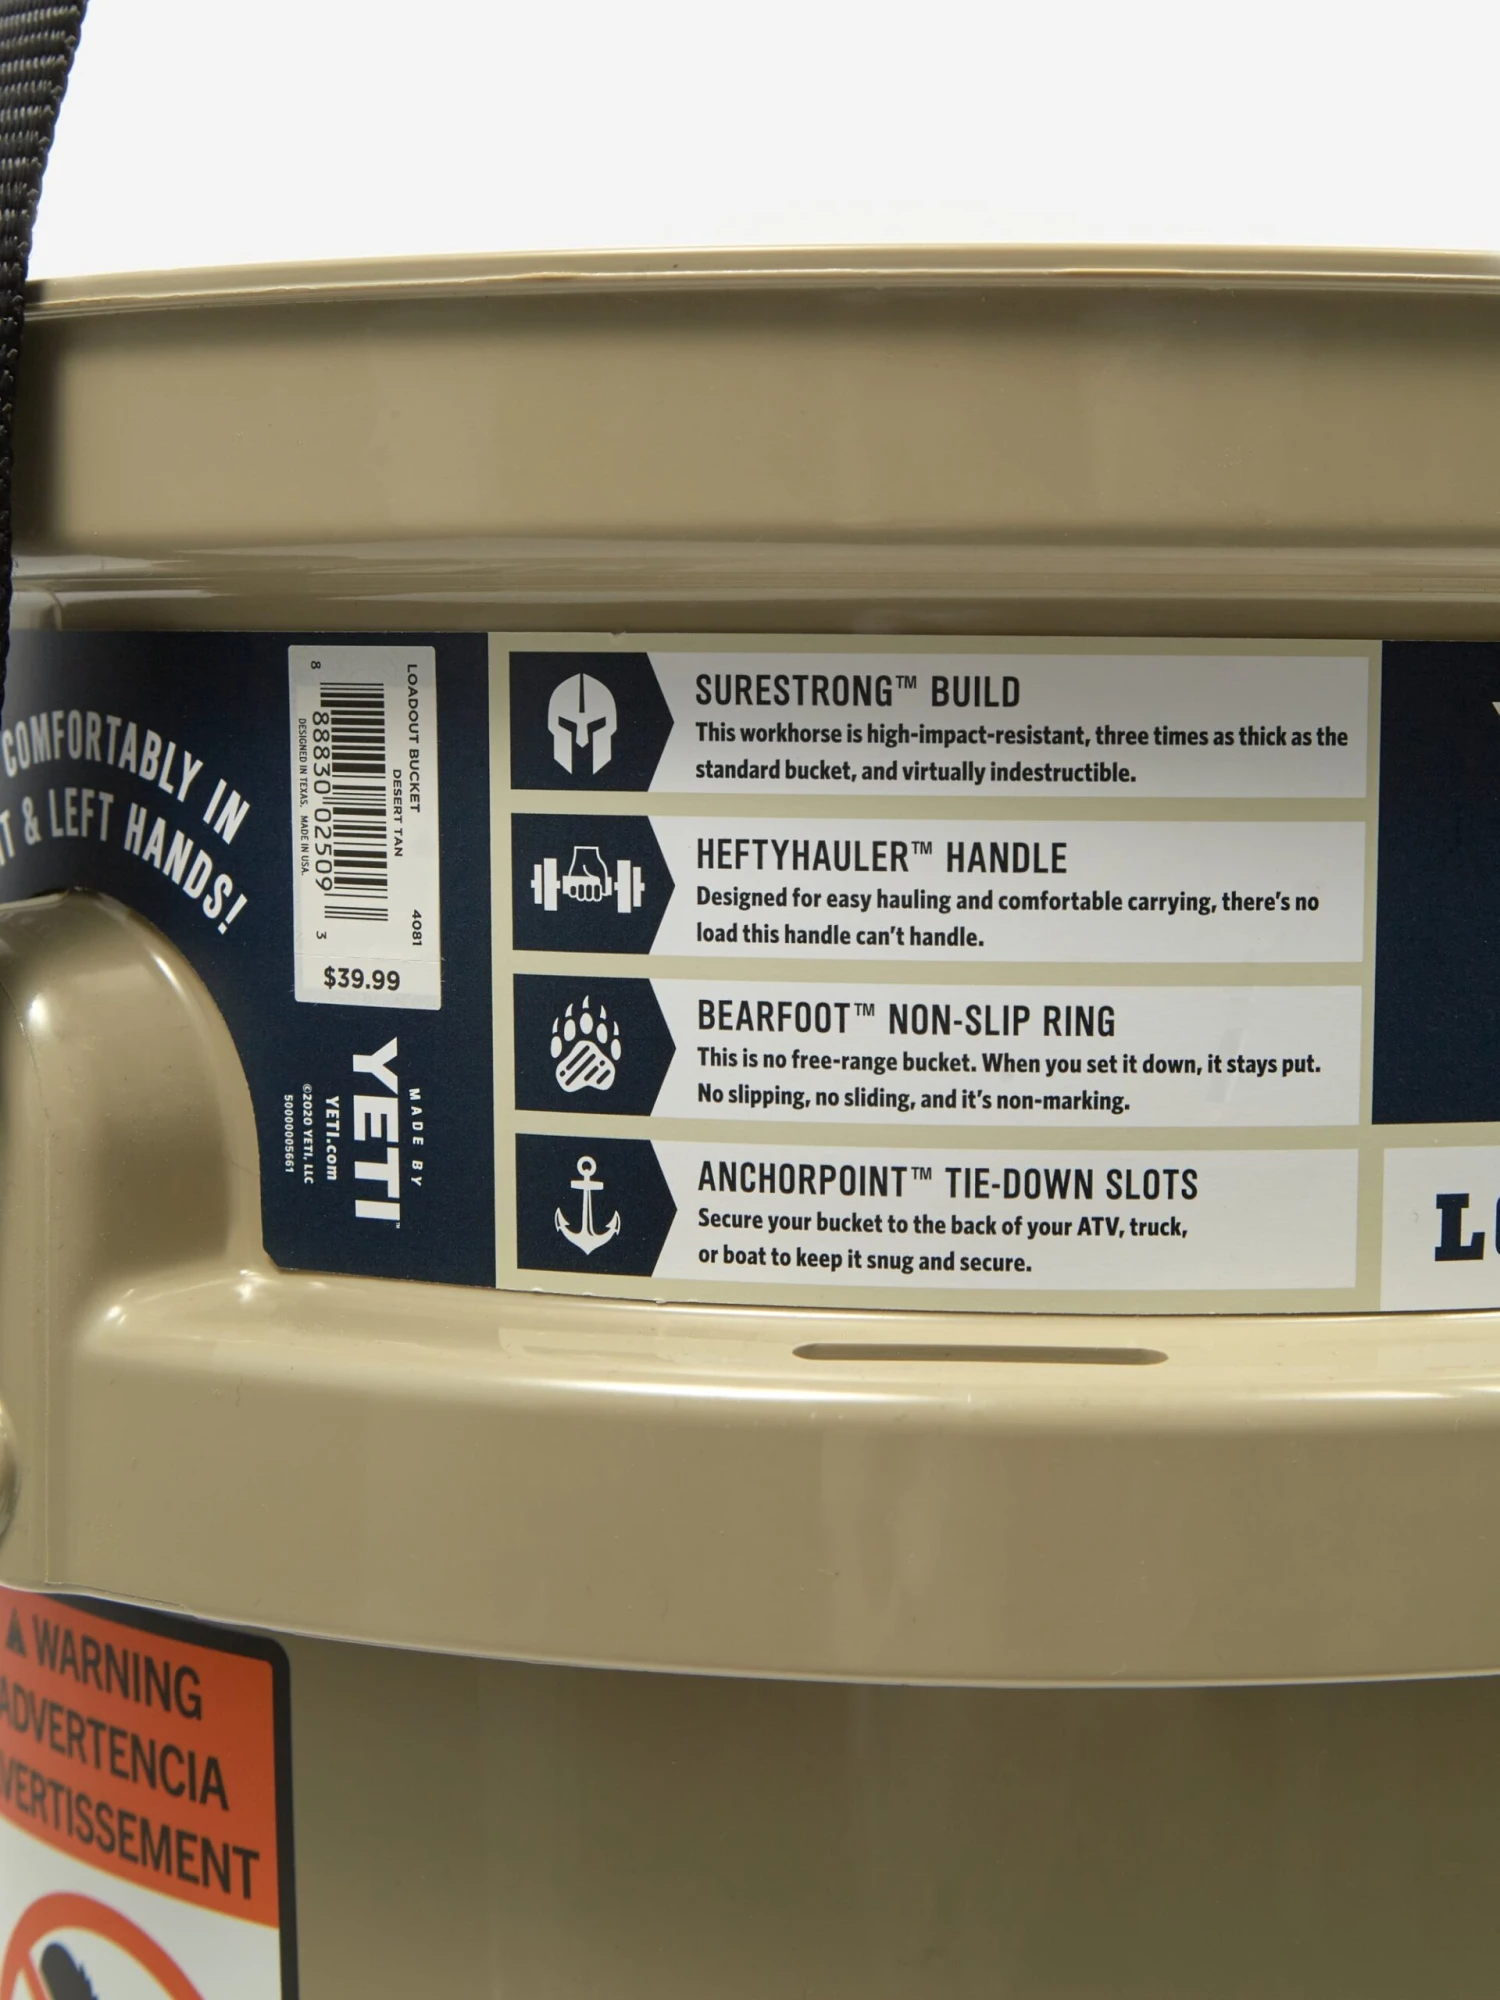 COMFORTABLY IN
& LEFT HANDS!
LOADOUT BUCKET
DESERT TAN
4081
8 88830 02509 3
DESIGNED IN TEXAS. MADE IN USA.
$39.99
MADE BY
YETI™
YETI.com
©2020 YETI, LLC
5000005661
SURESTRONG™ BUILD
This workhorse is high-impact-resistant, three times as thick as the
standard bucket, and virtually indestructible.
HEFTYHAULER™ HANDLE
Designed for easy hauling and comfortable carrying, there's no
load this handle can't handle.
BEARFOOT™ NON-SLIP RING
This is no free-range bucket. When you set it down, it stays put.
No slipping, no sliding, and it's non-marking.
ANCHORPOINT™ TIE-DOWN SLOTS
Secure your bucket to the back of your ATV, truck,
or boat to keep it snug and secure.
WARNING
ADVERTENCIA